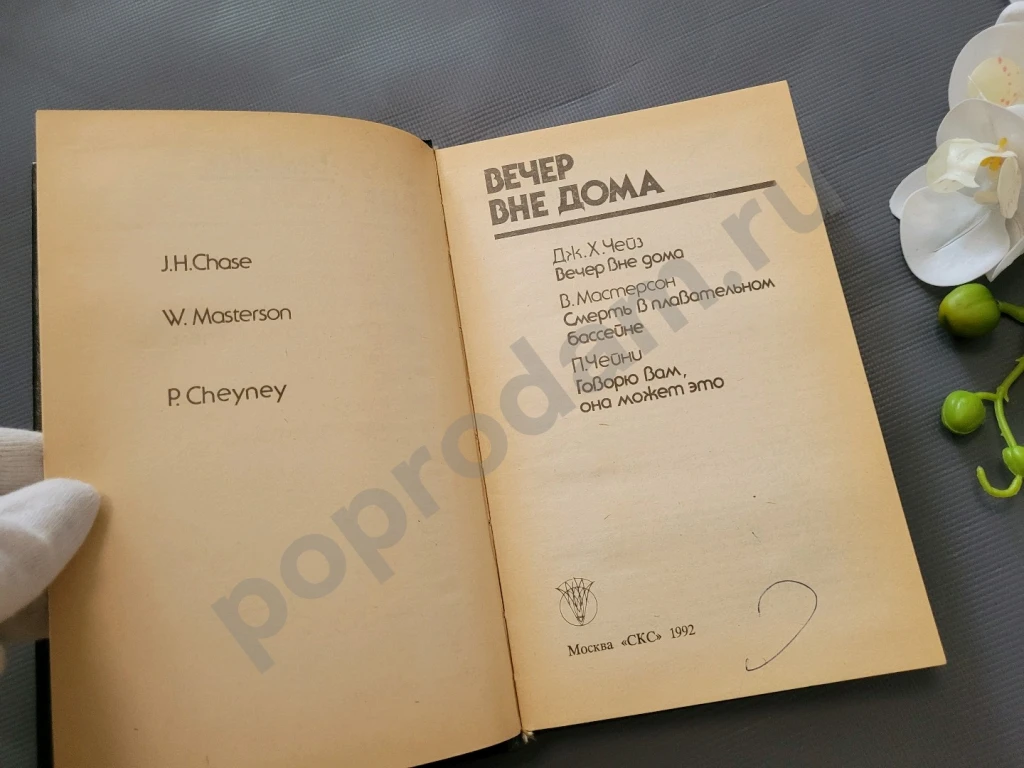 J.H.Chase
W. Masterson
P. Cheyney
ВЕЧЕР
ВНЕ ДОМА
Дж.Х.Чейз
Вечер вне дома
В.Мастерсон
Смерть в плавательном
бассейне
П.Чейни
Говорю вам,
она может это
Москва «СКС» 1992
poprodam.ru